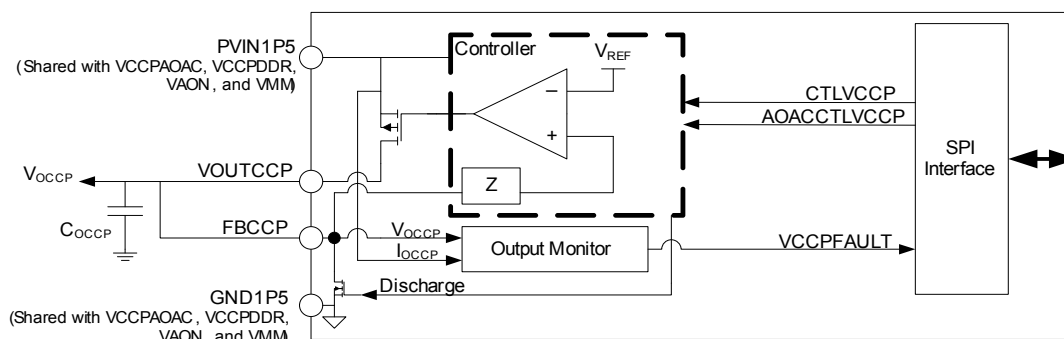 PVIN1P5
(Shared with VCCPAOAC, VCCPDDR,
VAON, and VMM)
Controller
VREF
CTLVCCP
AOACCTLVCCP
SPI
Interface
VOCCP
VOUTCCP
Z
COCCP
FBCCP
VOCCP
IOCCP
Output Monitor
VCCPFAULT
Discharge
GND1P5
(Shared with VCCPAOAC, VCCPDDR,
VAON, and VMM)